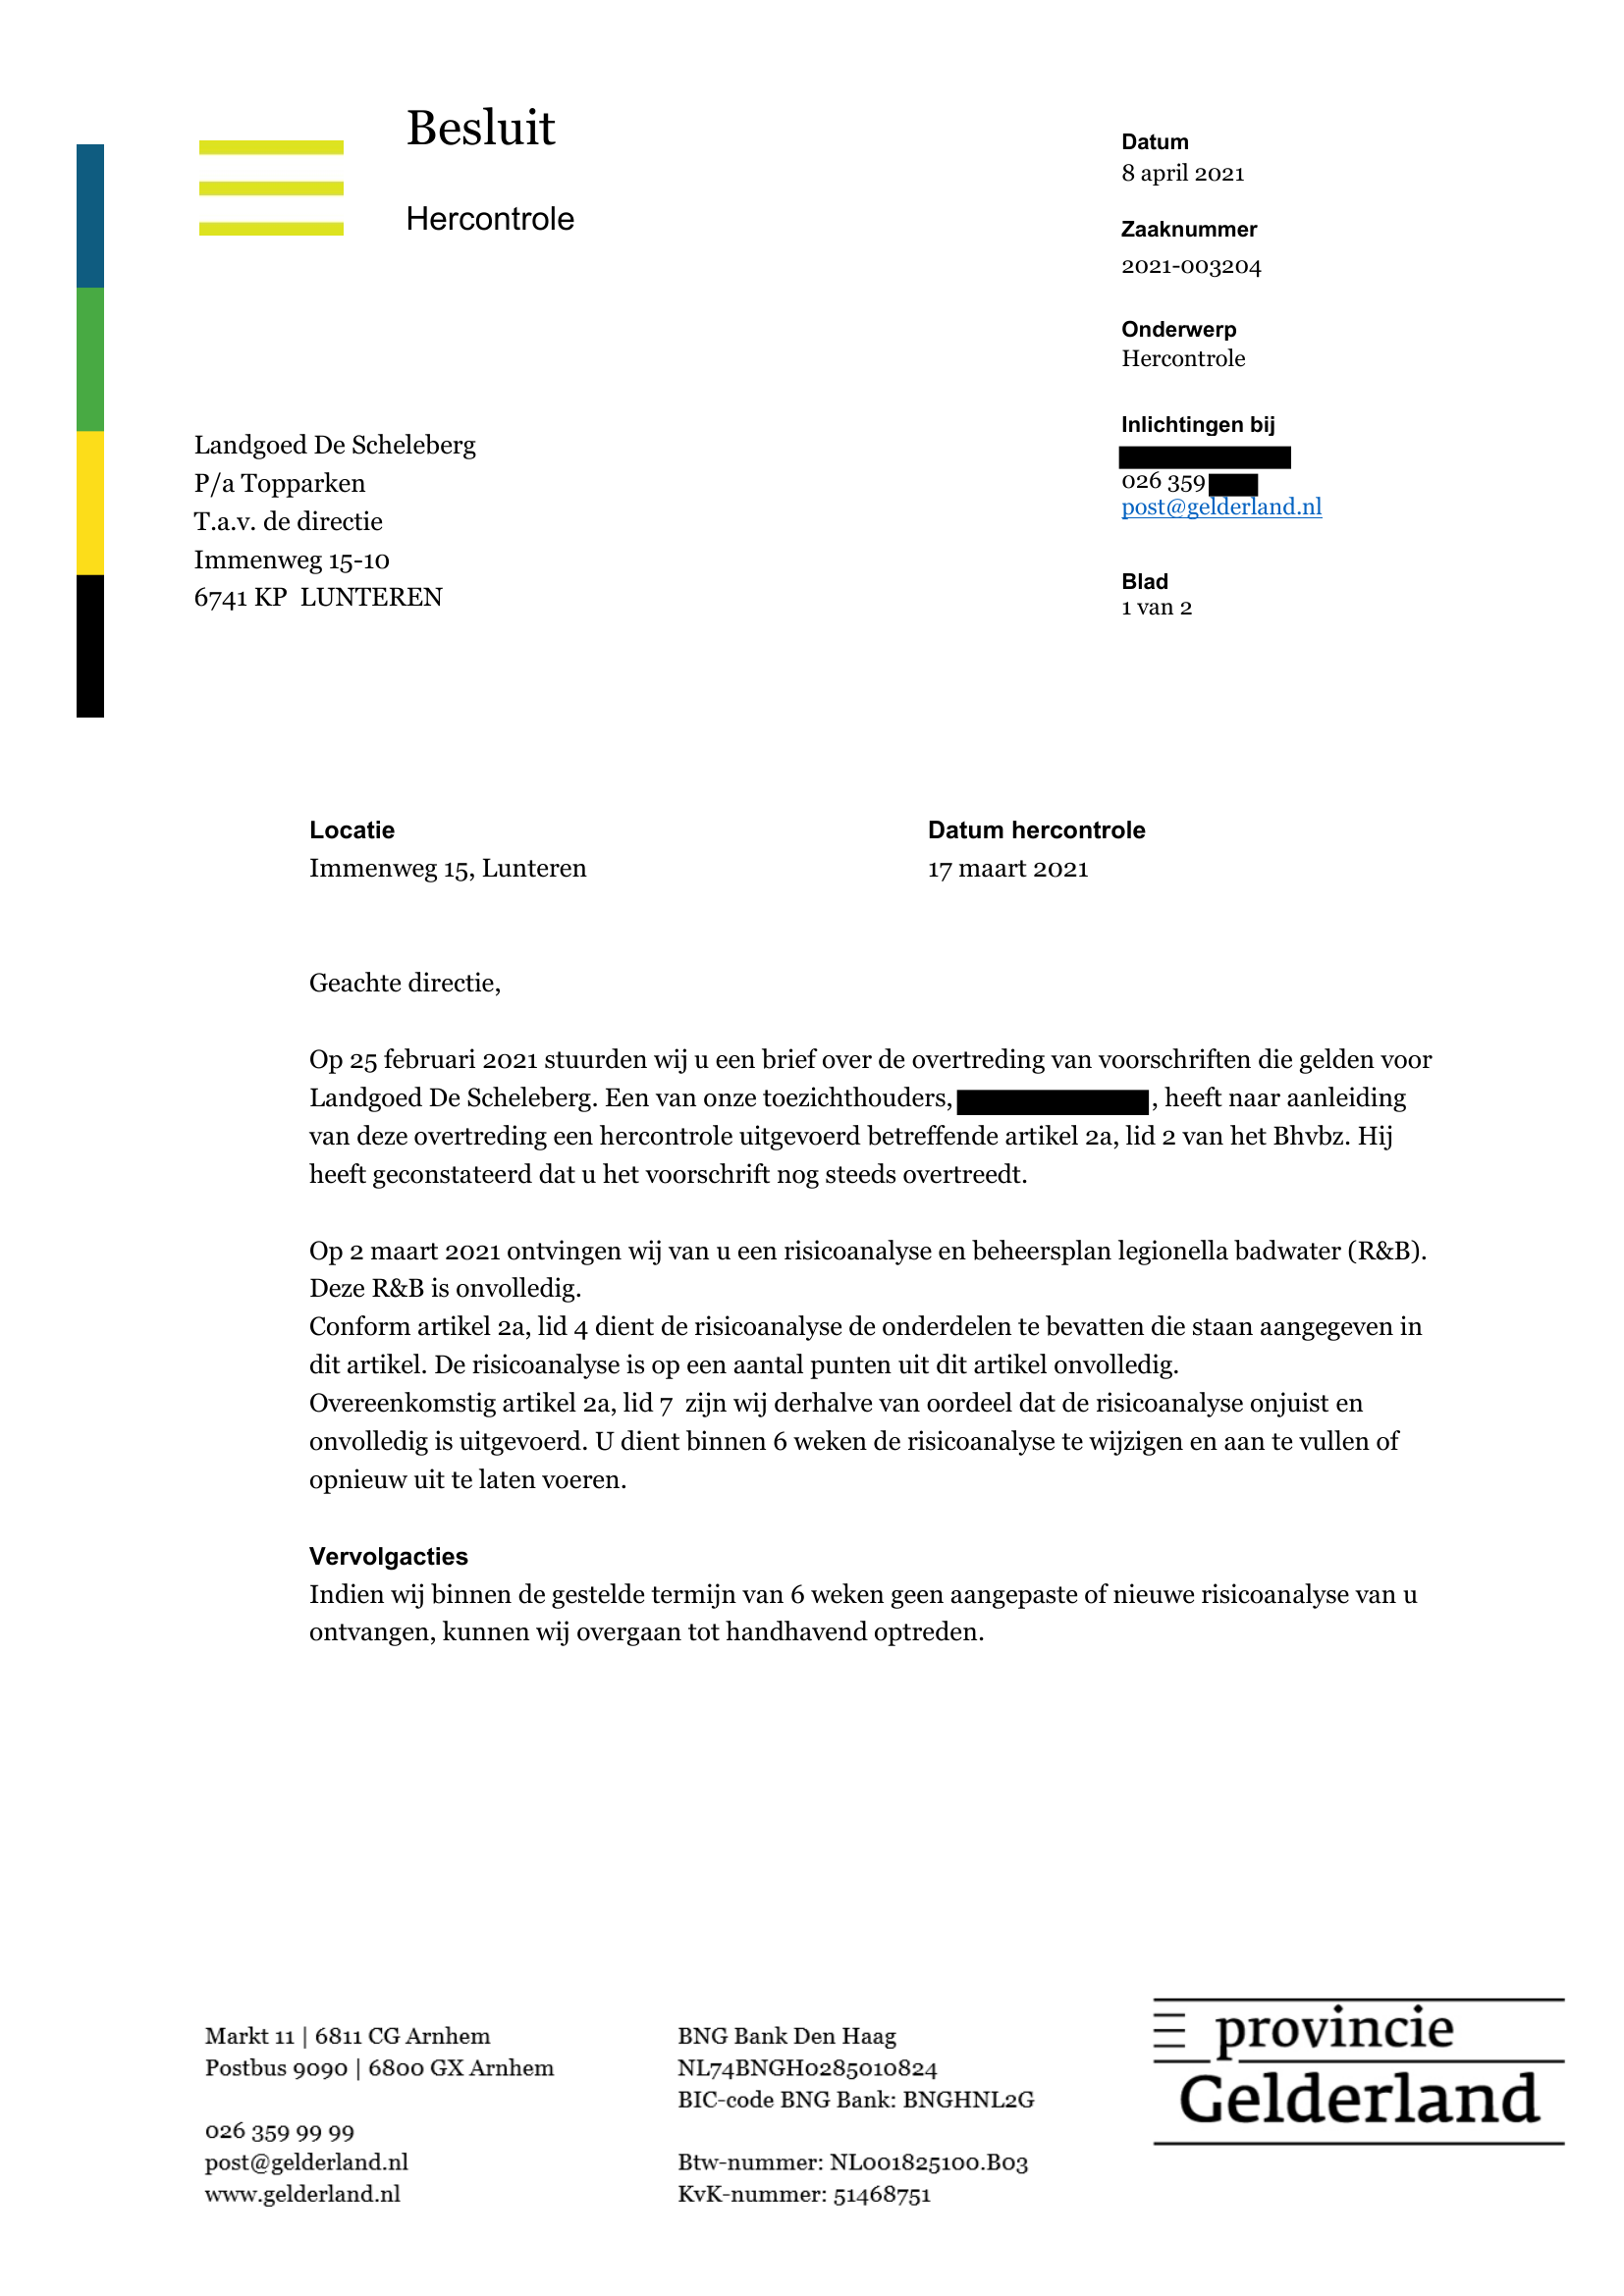 Besluit
Hercontrole
Datum
8 april 2021
Zaaknummer
2021-003204
Onderwerp
Hercontrole
Inlichtingen bij
026 359
post@gelderland.nl
Blad
1 van 2
Landgoed De Scheleberg
P/a Topparken
T.a.v. de directie
Immenweg 15-10
6741 KP  LUNTEREN
Locatie
Immenweg 15, Lunteren
Datum hercontrole
17 maart 2021
Geachte directie,
Op 25 februari 2021 stuurden wij u een brief over de overtreding van voorschriften die gelden voor
Landgoed De Scheleberg. Een van onze toezichthouders, , heeft naar aanleiding
van deze overtreding een hercontrole uitgevoerd betreffende artikel 2a, lid 2 van het Bhvbz. Hij
heeft geconstateerd dat u het voorschrift nog steeds overtreedt.
Op 2 maart 2021 ontvingen wij van u een risicoanalyse en beheersplan legionella badwater (R&B).
Deze R&B is onvolledig.
Conform artikel 2a, lid 4 dient de risicoanalyse de onderdelen te bevatten die staan aangegeven in
dit artikel. De risicoanalyse is op een aantal punten uit dit artikel onvolledig.
Overeenkomstig artikel 2a, lid 7  zijn wij derhalve van oordeel dat de risicoanalyse onjuist en
onvolledig is uitgevoerd. U dient binnen 6 weken de risicoanalyse te wijzigen en aan te vullen of
opnieuw uit te laten voeren.
Vervolgacties
Indien wij binnen de gestelde termijn van 6 weken geen aangepaste of nieuwe risicoanalyse van u
ontvangen, kunnen wij overgaan tot handhavend optreden.
Markt 11 | 6811 CG Arnhem
Postbus 9090 | 6800 GX Arnhem
026 359 99 99
post@gelderland.nl
www.gelderland.nl
BNG Bank Den Haag
NL74BNGH0285010824
BIC-code BNG Bank: BNGHNL2G
Btw-nummer: NL001825100.B03
KvK-nummer: 51468751
provincie
Gelderland